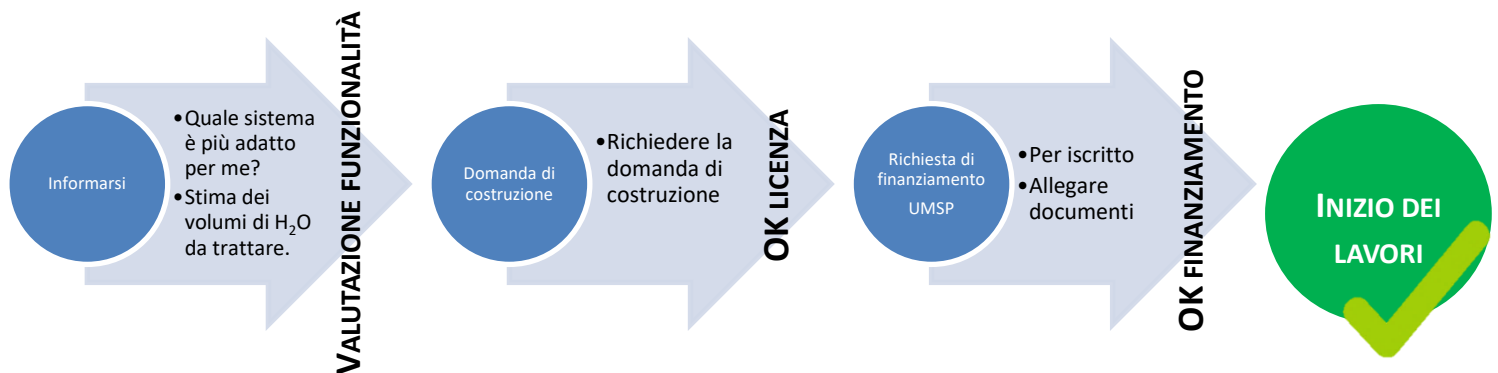 Informarsi
•Quale sistema
è più adatto
per me?
•Stima dei
volumi di H₂O
da trattare.
VALUTAZIONE FUNZIONALITÀ
Domanda di
costruzione
•Richiedere la
domanda di
costruzione
OK LICENZA
Richiesta di
finanziamento
UMSP
•Per iscritto
•Allegare
documenti
OK FINANZIAMENTO
INIZIO DEI
LAVORI